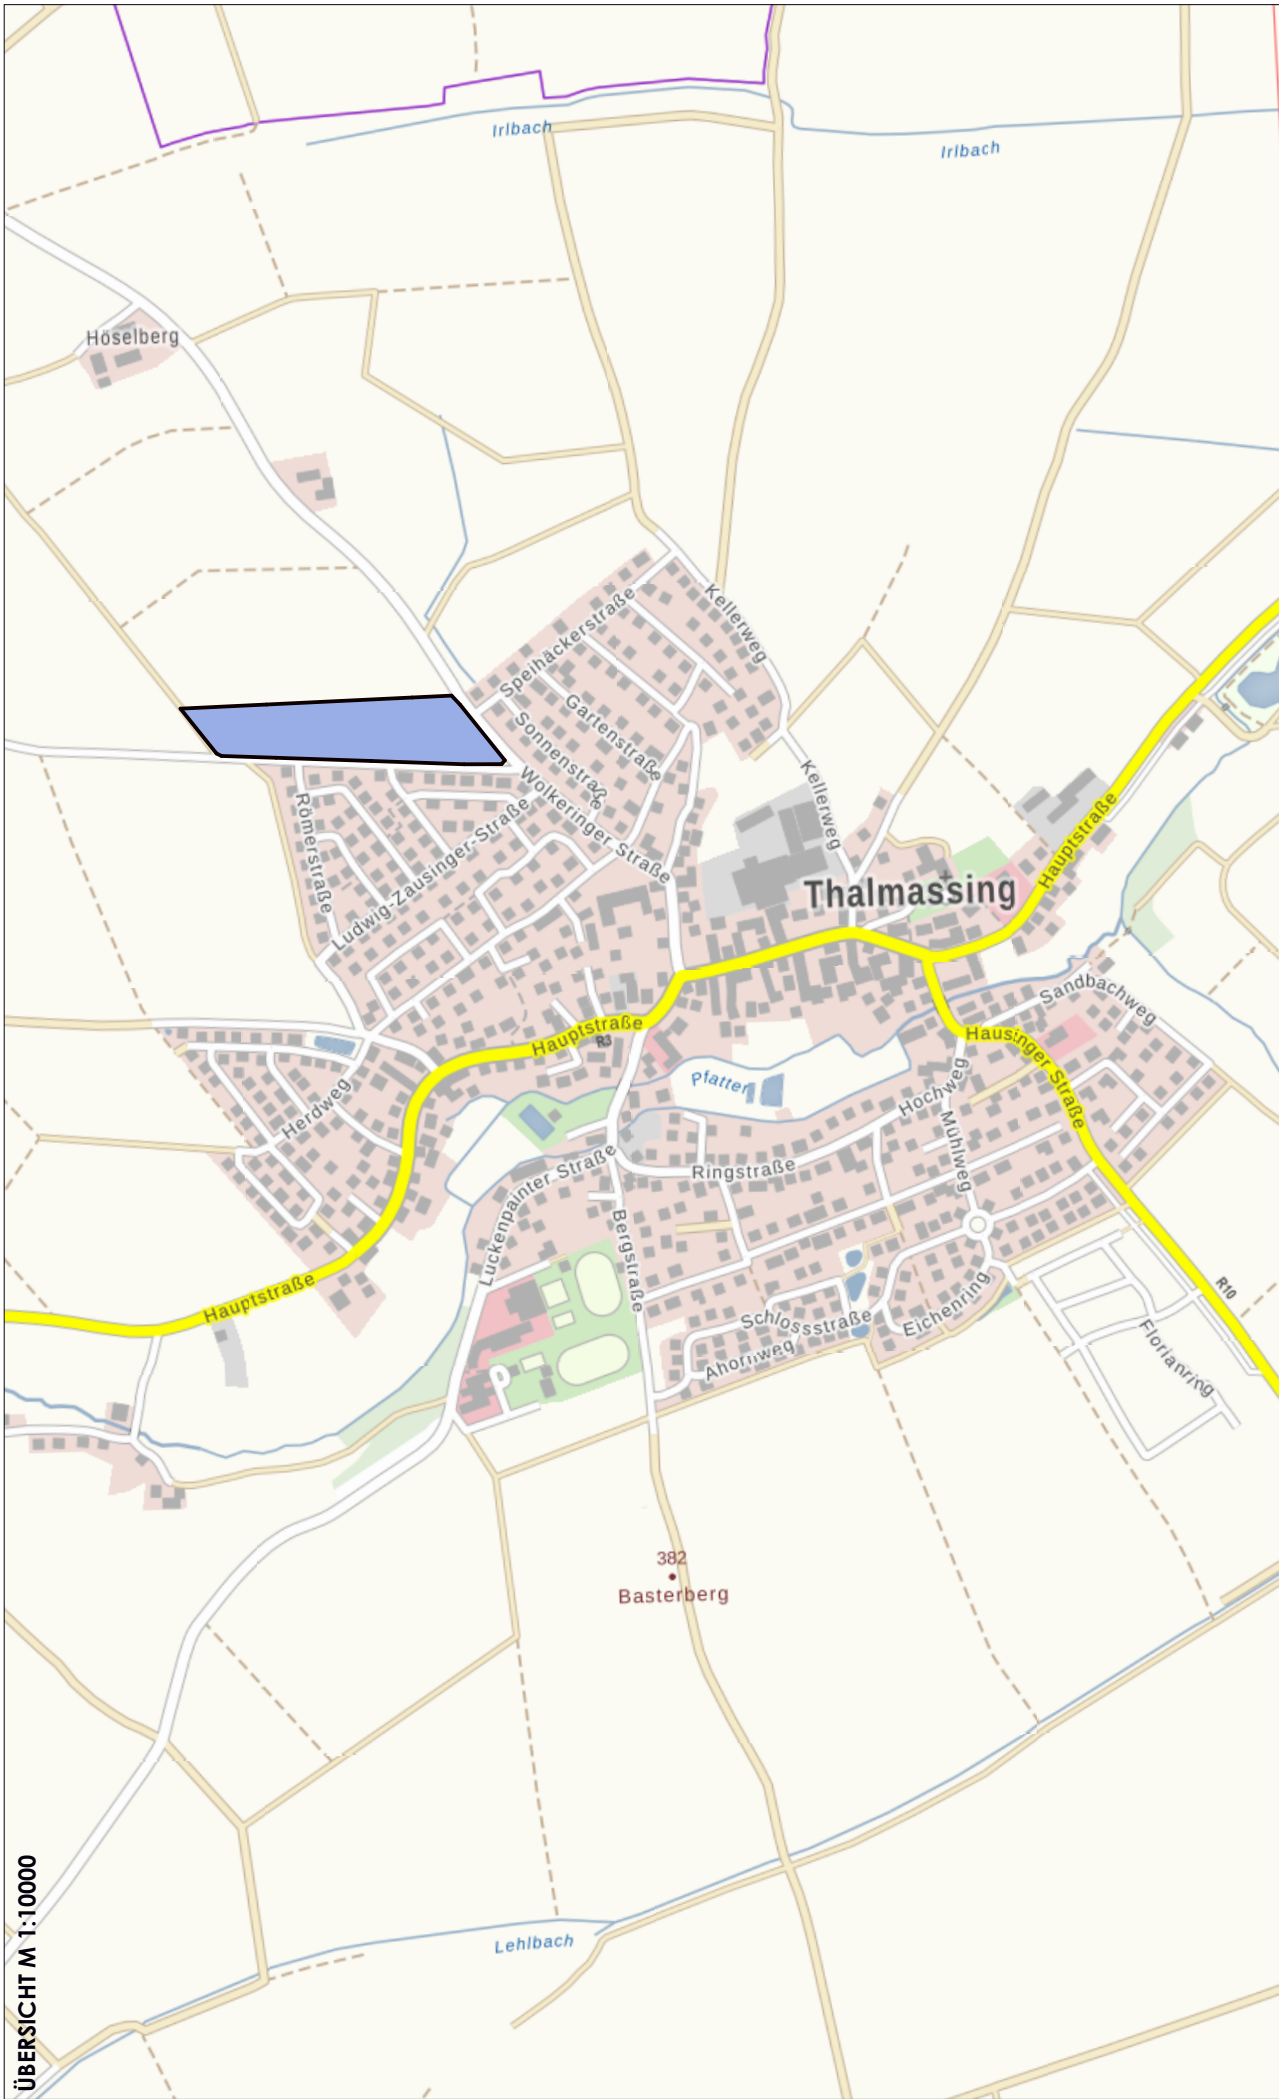 Irlbach
Irlbach
Höselberg
Kellerweg
Speihäckerstraße
Gartenstraße
Sonnenstraße
Wolkeringer Straße
Kellerweg
Römerstraße
Ludwig-Zausinger-Straße
Hauptstraße
Thalmassing
Sandbachweg
Hauptstraße
R3
Hausinger Straße
Pfatter
Hochweg
Herdweg
Mühlweg
Ringstraße
Luckenpainter Straße
Bergstraße
Hauptstraße
R10
Schlossstraße
Eichenring
Ahornweg
Florianring
382
Basterberg
Lehlbach
ÜBERSICHT M 1:10000